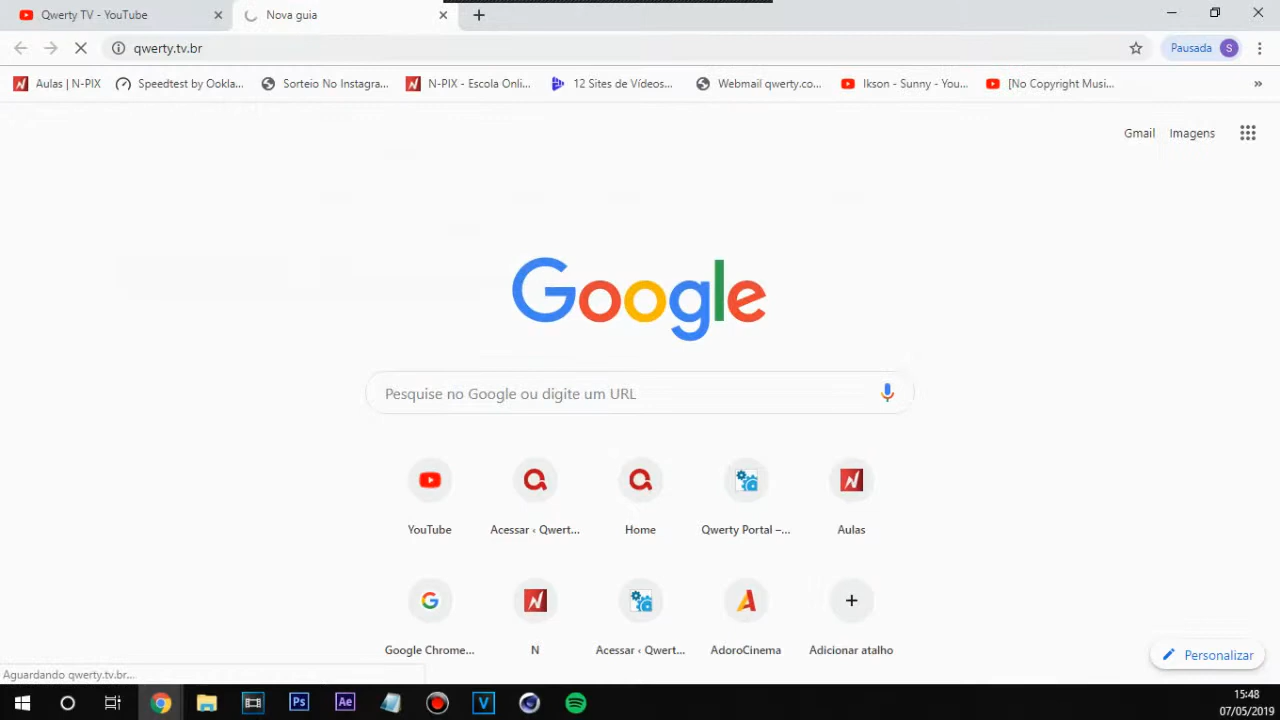 Qwerty TV - YouTube
Nova guia
qwerty.tv.br
Pausada S
Aulas | N-PIX
Speedtest by Ookla...
Sorteio No Instagra...
N-PIX - Escola Onli...
12 Sites de Vídeos...
Webmail qwerty.co...
Ikson - Sunny - You...
[No Copyright Musi...
»
Gmail Imagens
Google
Pesquise no Google ou digite um URL
YouTube
Acessar ‹ Qwert...
Home
Qwerty Portal –...
Aulas
Google Chrome...
N
Acessar ‹ Qwert...
AdoroCinema
Adicionar atalho
Personalizar
Aguardando qwerty.tv.br...
Ps
Ae
V
15:48
07/05/2019